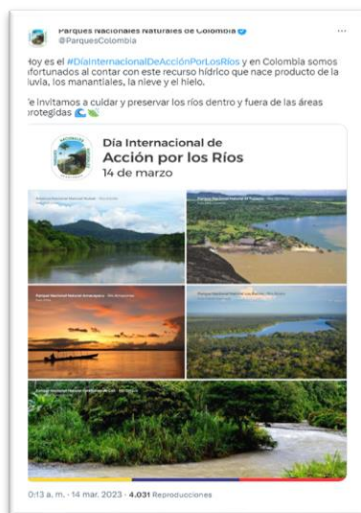 Parques Nacionales Naturales de Colombia
@ParquesColombia
Hoy es el #DíaInternacionalDeAcciónPorLosRíos y en Colombia somos
afortunados al contar con este recurso hídrico que nace producto de la
lluvia, los manantiales, la nieve y el hielo.
Te invitamos a cuidar y preservar los ríos dentro y fuera de las áreas
protegidas
Día Internacional de
Acción por los Ríos
14 de marzo
Parque Nacional Natural Amacayacu - Río Amazonas
0:13 a. m. · 14 mar. 2023 · 4.031 Reproducciones